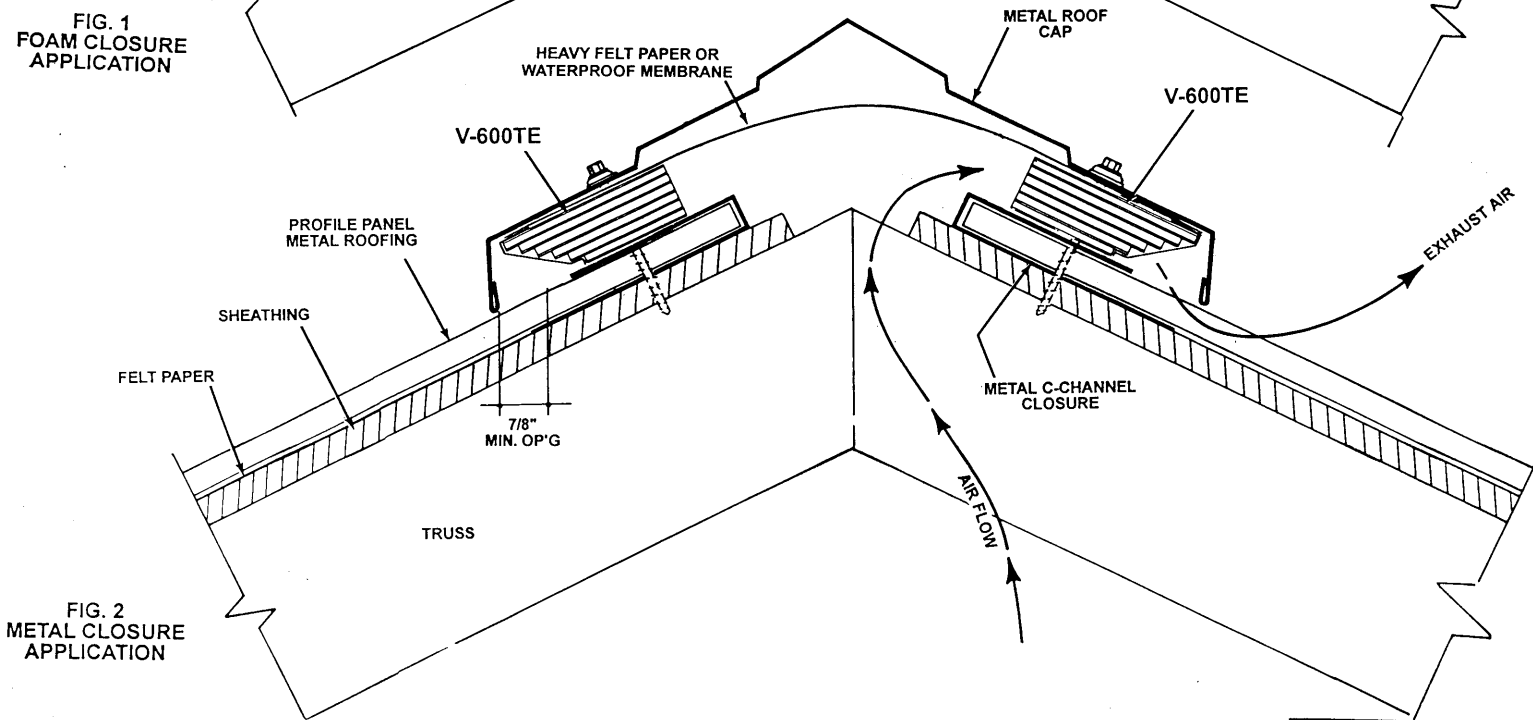 FIG. 1
FOAM CLOSURE
APPLICATION
METAL ROOF
CAP
HEAVY FELT PAPER OR
WATERPROOF MEMBRANE
V-600TE
V-600TE
PROFILE PANEL
METAL ROOFING
EXHAUST AIR
SHEATHING
FELT PAPER
METAL C-CHANNEL
CLOSURE
7/8"
MIN. OP'G
AIR FLOW
TRUSS
FIG. 2
METAL CLOSURE
APPLICATION